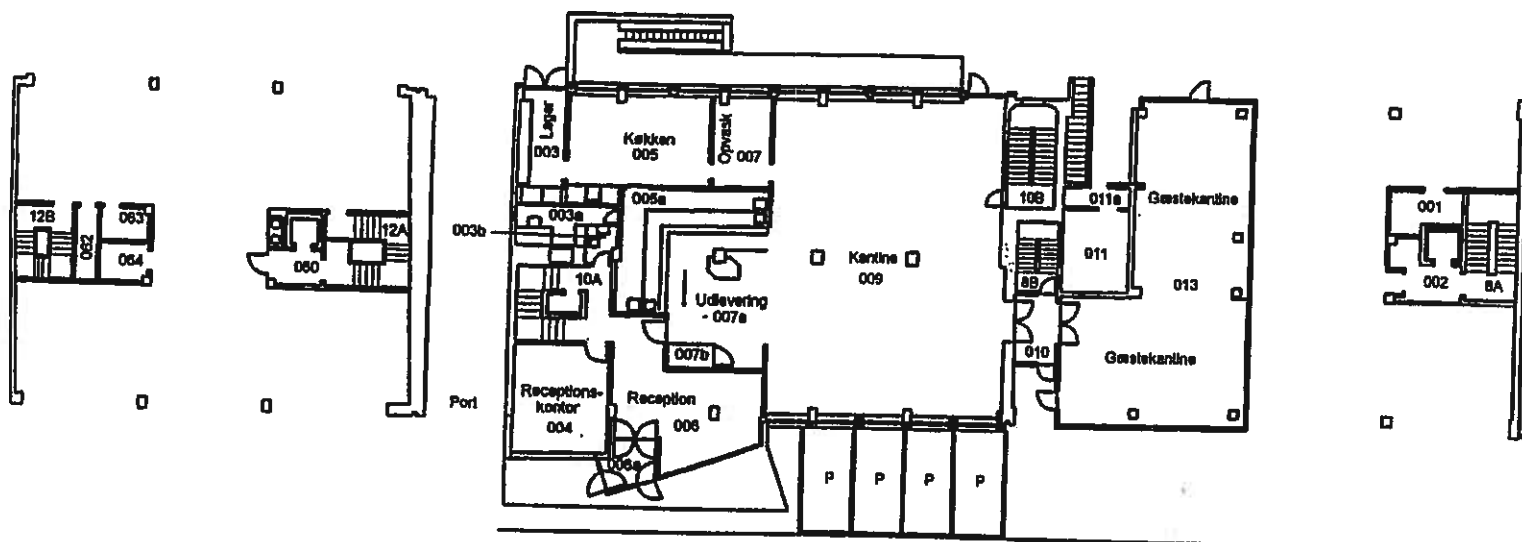 Lager
003
Køkken
005
Opvask
007
005a
003a
003b
10A
Udlevering
- 007a
007b
Kantine
009
10B
011a
011
8B
010
Gæstekantine
013
Gæstekantine
12B
062
063
064
060
12A
Port
Receptions-
kontor
004
Reception
006
006a
P
P
P
P
001
002
8A